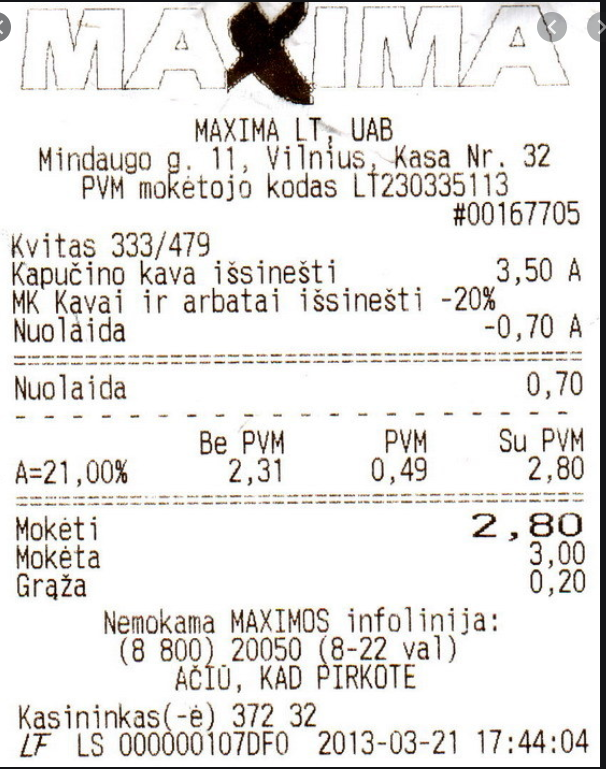 MAXIMA
MAXIMA LT, UAB
Mindaugo g. 11, Vilnius, Kasa Nr. 32
PVM mokėtojo kodas LT230335113
#00167705
Kvitas 333/479
Kapučino kava išsinešti 3,50 A
MK Kavai ir arbatai išsinešti -20%
Nuolaida -0,70 A
Nuolaida 0,70
Be PVM PVM Su PVM
A=21,00% 2,31 0,49 2,80
Mokėti 2,80
Mokėta 3,00
Grąža 0,20
Nemokama MAXIMOS infolinija:
(8 800) 20050 (8-22 val)
AČIŪ, KAD PIRKOTE
Kasininkas(-ė) 372 32
LF LS 000000107DF0 2013-03-21 17:44:04